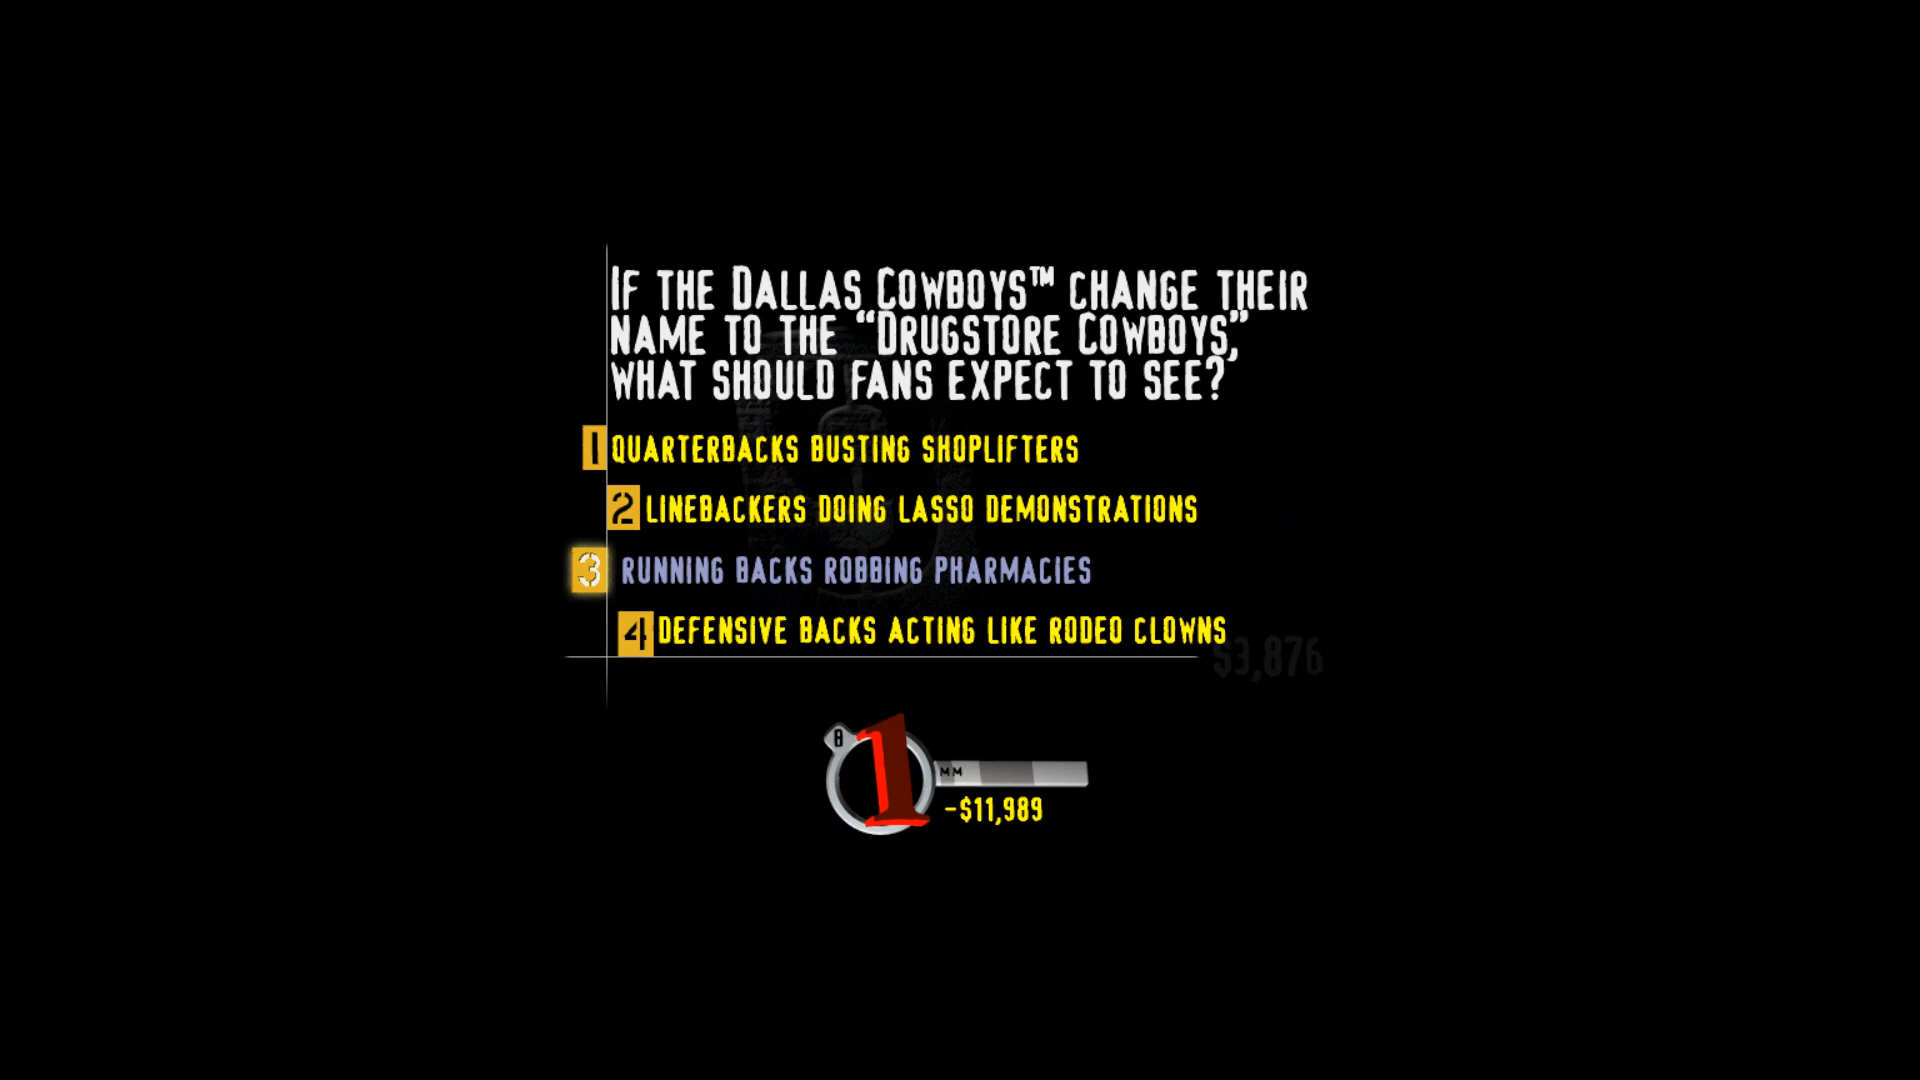 If the Dallas Cowboys™ change their
name to the “Drugstore Cowboys,”
what should fans expect to see?
1 Quarterbacks busting shoplifters
2 Linebackers doing lasso demonstrations
3 Running backs robbing pharmacies
4 Defensive backs acting like rodeo clowns
$3,876
8 1 MM
-$11,989